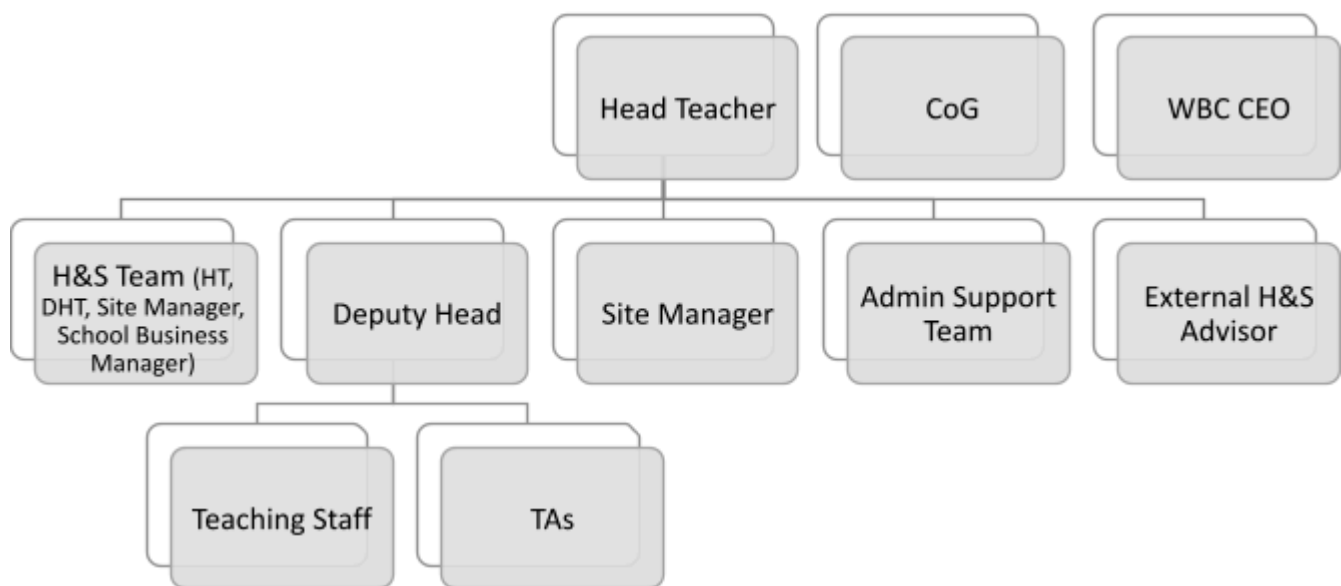 Head Teacher
CoG
WBC CEO
H&S Team (HT,
DHT, Site Manager,
School Business
Manager)
Deputy Head
Site Manager
Admin Support
Team
External H&S
Advisor
Teaching Staff
TAs